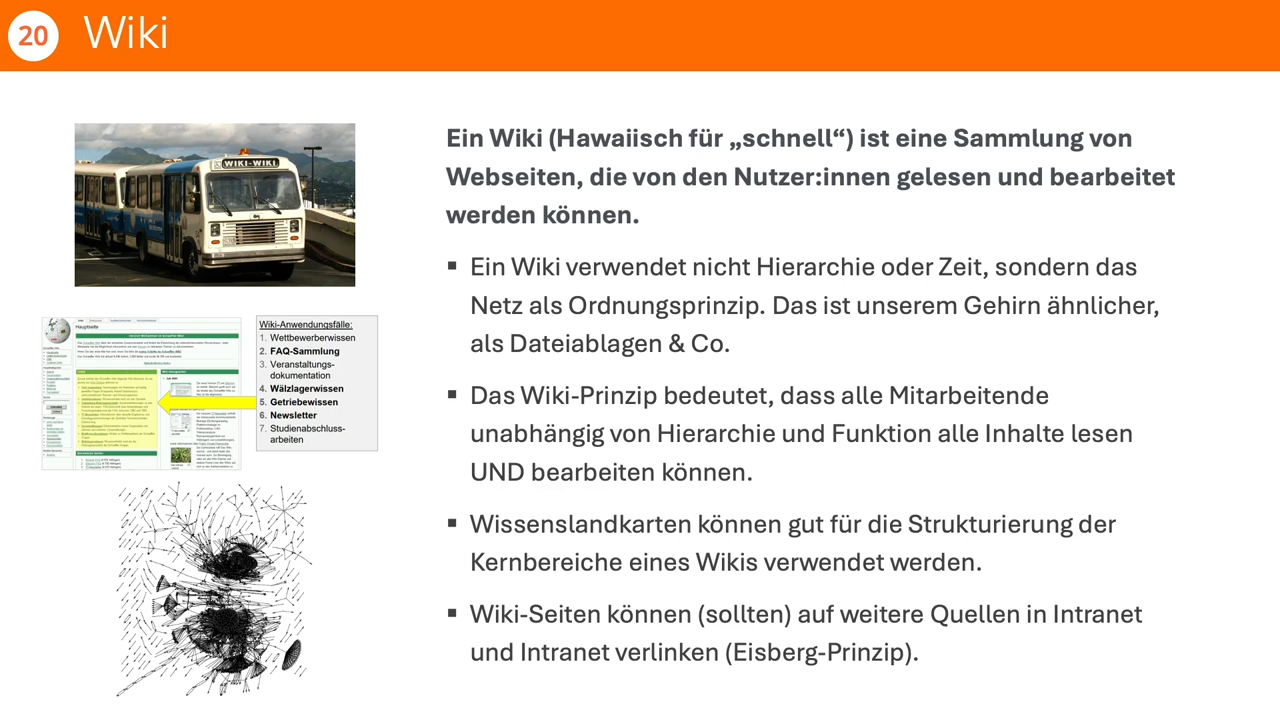 20
Wiki
WIKI-WIKI
Hauptseite
Wiki-Anwendungsfälle:
1. Wettbewerberwissen
2. FAQ-Sammlung
3. Veranstaltungs-
dokumentation
4. Wälzlagerwissen
5. Getriebewissen
6. Newsletter
7. Studienabschluss-
arbeiten
Ein Wiki (Hawaiisch für „schnell“) ist eine Sammlung von
Webseiten, die von den Nutzer:innen gelesen und bearbeitet
werden können.
▪ Ein Wiki verwendet nicht Hierarchie oder Zeit, sondern das
Netz als Ordnungsprinzip. Das ist unserem Gehirn ähnlicher,
als Dateiablagen & Co.
▪ Das Wiki-Prinzip bedeutet, dass alle Mitarbeitende
unabhängig von Hierarchie und Funktion alle Inhalte lesen
UND bearbeiten können.
▪ Wissenslandkarten können gut für die Strukturierung der
Kernbereiche eines Wikis verwendet werden.
▪ Wiki-Seiten können (sollten) auf weitere Quellen in Intranet
und Intranet verlinken (Eisberg-Prinzip).